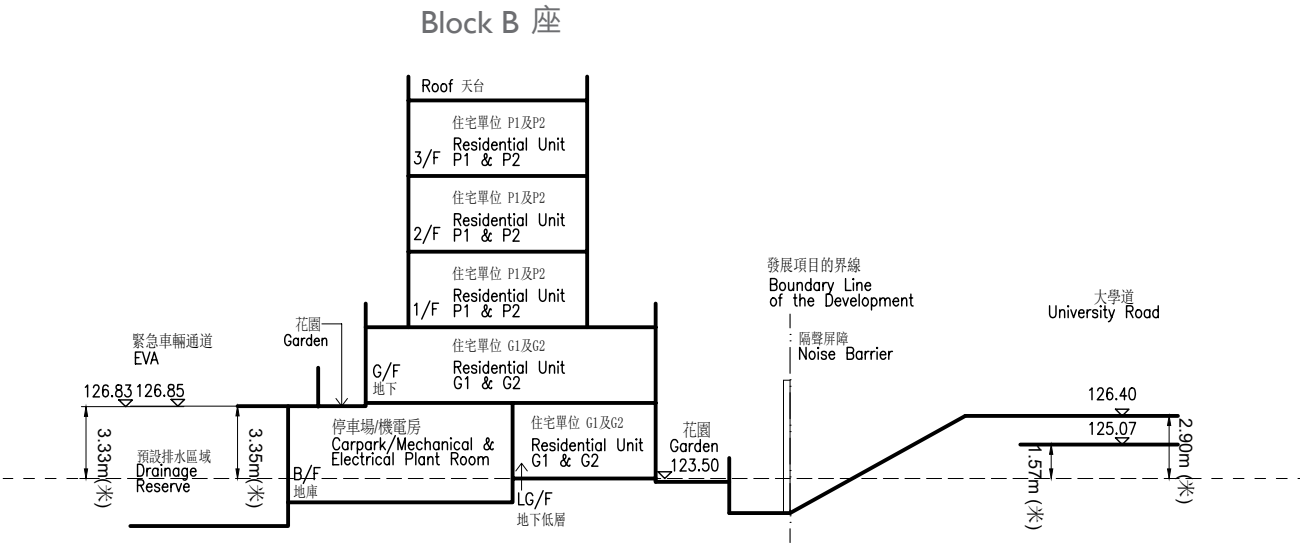 Block B 座
Roof 天台
住宅單位 P1及P2
Residential Unit
3/F P1 & P2
住宅單位 P1及P2
Residential Unit
2/F P1 & P2
住宅單位 P1及P2
Residential Unit
1/F P1 & P2
發展項目的界線
Boundary Line
of the Development
大學道
University Road
花園
Garden
緊急車輛通道
EVA
隔聲屏障
Noise Barrier
住宅單位 G1及G2
Residential Unit
G1 & G2
G/F
地下
126.83 126.85
126.40
125.07
停車場/機電房
Carpark/Mechanical &
Electrical Plant Room
住宅單位 G1及G2
Residential Unit
G1 & G2
花園
Garden
123.50
3.33m(米)
預設排水區域
Drainage
Reserve
3.35m(米)
B/F
地庫
LG/F
地下低層
1.57m (米)
2.90m (米)